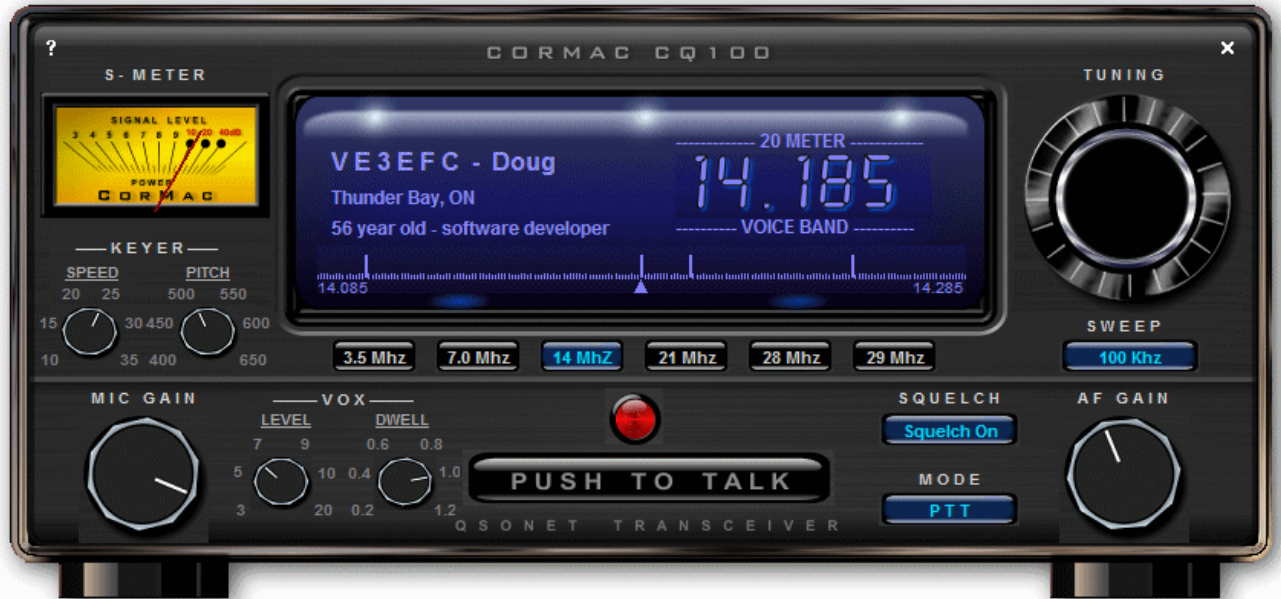 ?
CORMAC CQ100
X
S-METER
SIGNAL LEVEL
3 4 5 6 7 8 9 10 20 40dB
POWER
CORMAC
VE3EFC - Doug
Thunder Bay, ON
56 year old - software developer
------------ 20 METER -----------
14.185
---------- VOICE BAND ----------
14.085
14.285
TUNING
SWEEP
100 Khz
KEYER
SPEED
20 25
15 30
10 35
PITCH
500 550
450 600
400 650
3.5 Mhz
7.0 Mhz
14 MhZ
21 Mhz
28 Mhz
29 Mhz
MIC GAIN
VOX
LEVEL
7 9
5 10
3 20
DWELL
0.6 0.8
0.4 1.0
0.2 1.2
PUSH TO TALK
QSONET TRANSCEIVER
SQUELCH
Squelch On
MODE
PTT
AF GAIN